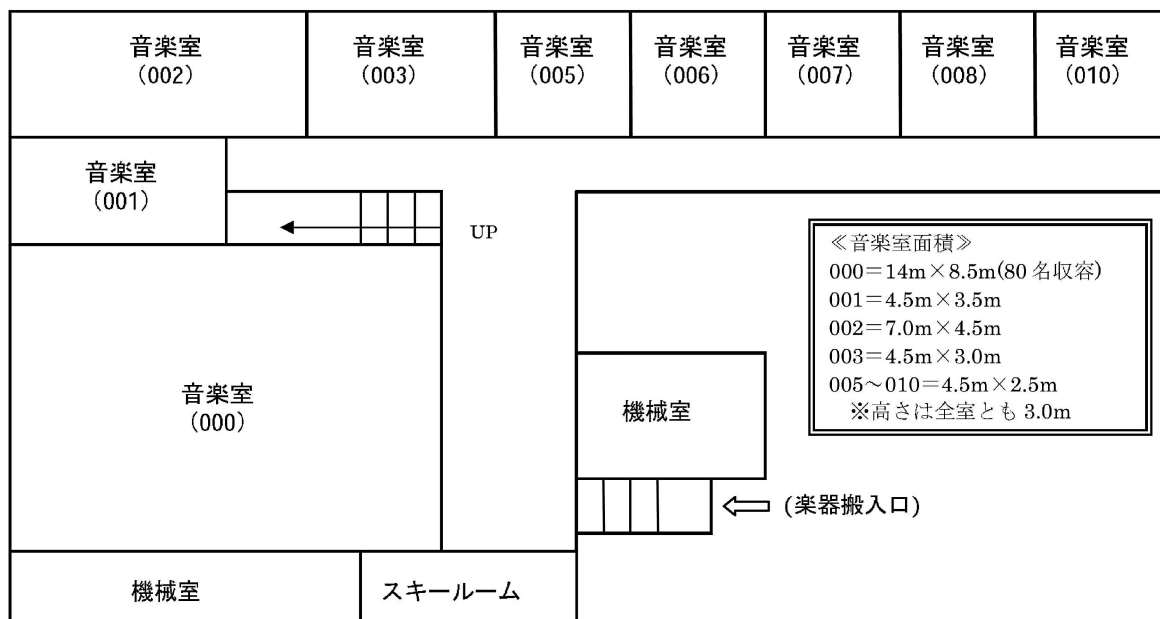 音楽室
（002）
音楽室
（003）
音楽室
（005）
音楽室
（006）
音楽室
（007）
音楽室
（008）
音楽室
（010）
音楽室
（001）
UP
≪音楽室面積≫
000＝14m×8.5m(80 名収容)
001＝4.5m×3.5m
002＝7.0m×4.5m
003＝4.5m×3.0m
005～010＝4.5m×2.5m
※高さは全室とも 3.0m
音楽室
（000）
機械室
(楽器搬入口)
機械室
スキールーム